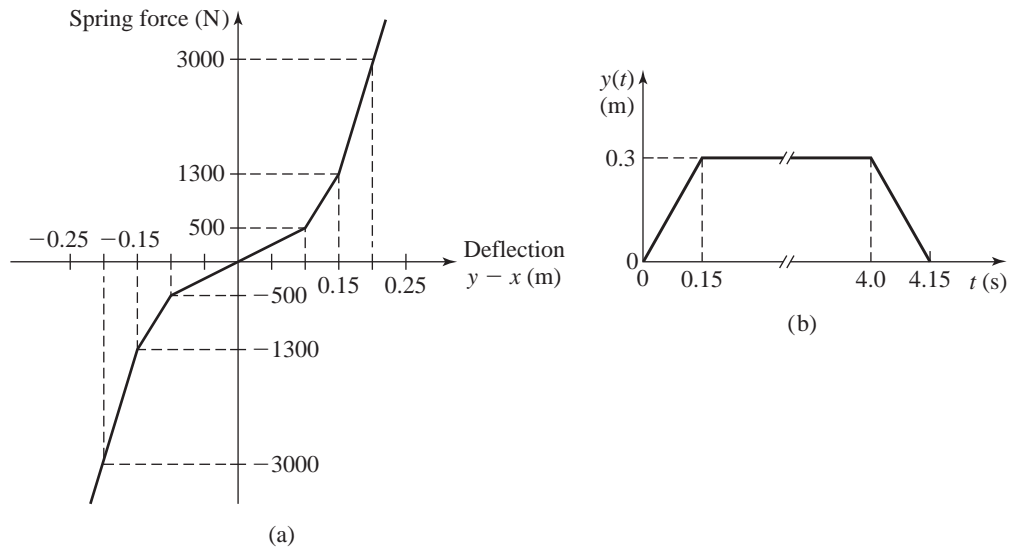 Spring force (N)
3000
1300
500
−0.25 −0.15
Deflection
y − x (m)
0.15 0.25
−500
−1300
−3000
(a)
y(t)
(m)
0.3
0
0 0.15 4.0 4.15 t (s)
(b)